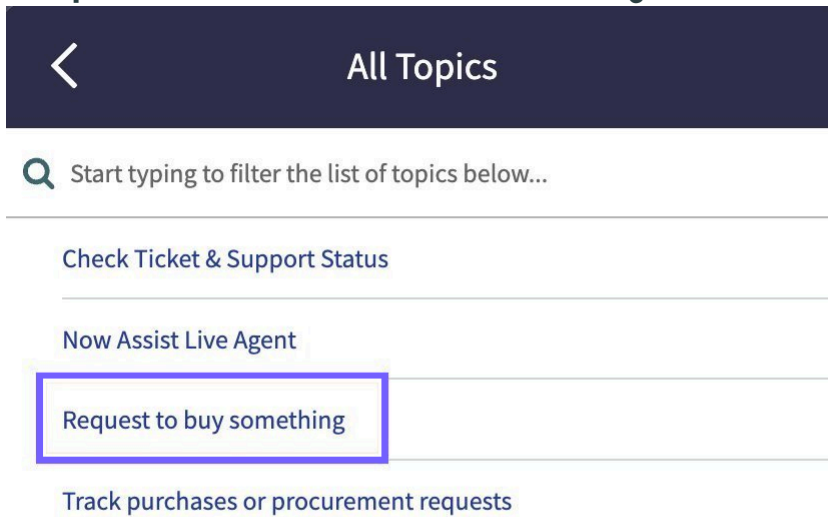 All Topics
Start typing to filter the list of topics below...
Check Ticket & Support Status
Now Assist Live Agent
Request to buy something
Track purchases or procurement requests